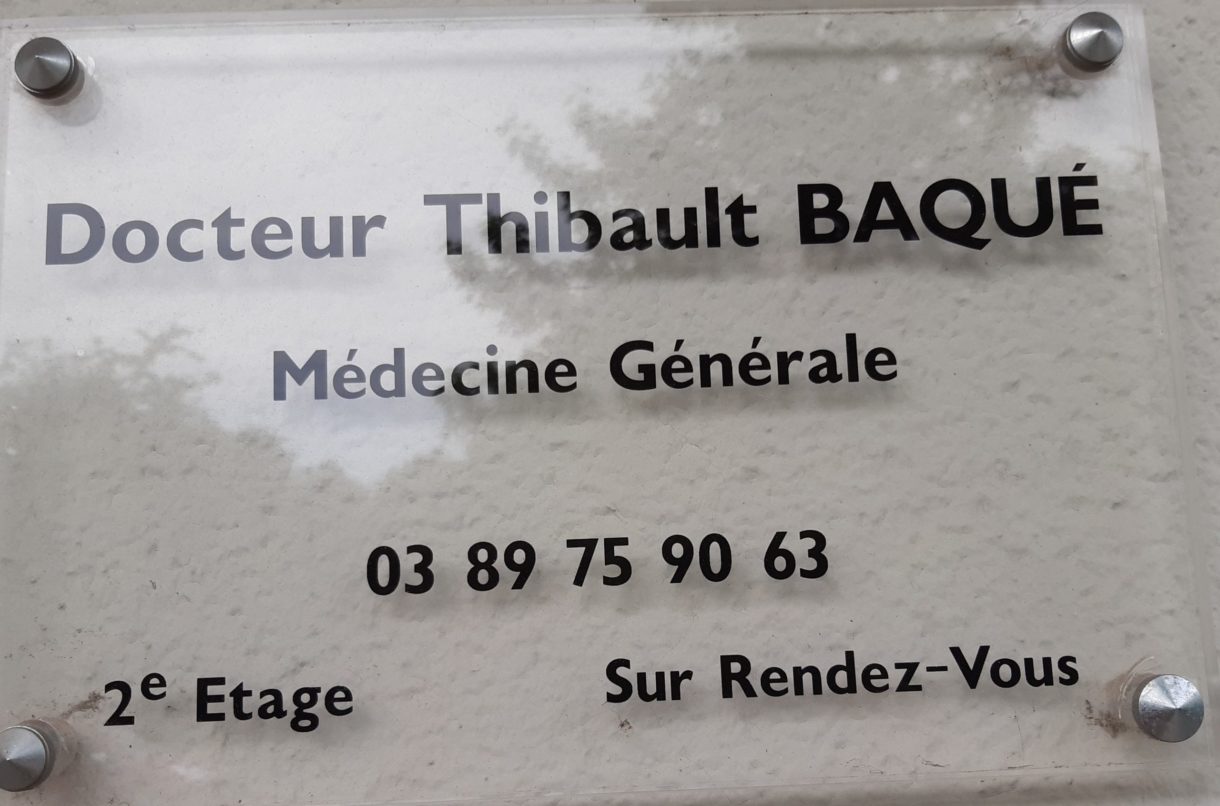 Docteur Thibault BAQUÉ
Médecine Générale
03 89 75 90 63
2e Etage
Sur Rendez-Vous